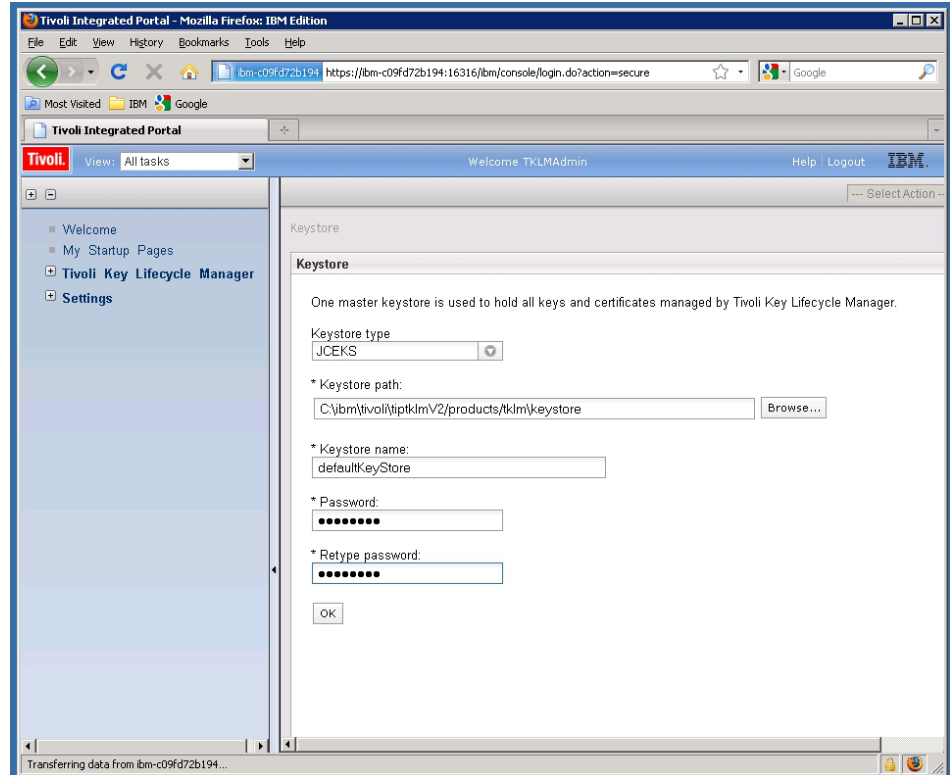 Tivoli Integrated Portal - Mozilla Firefox: IBM Edition
File Edit View History Bookmarks Tools Help
ibm-c09fd72b194 https://ibm-c09fd72b194:16316/ibm/console/login.do?action=secure Google
Most Visited IBM Google
Tivoli Integrated Portal
Tivoli. View: All tasks Welcome TKLMAdmin Help Logout IBM.
--- Select Action --
Welcome
My Startup Pages
Tivoli Key Lifecycle Manager
Settings
Keystore
Keystore
One master keystore is used to hold all keys and certificates managed by Tivoli Key Lifecycle Manager.
Keystore type
JCEKS
* Keystore path:
C:\ibm\tivoli\tiptklmV2/products/tklm\keystore Browse...
* Keystore name:
defaultKeyStore
* Password:
●●●●●●●●
* Retype password:
●●●●●●●●
OK
Transferring data from ibm-c09fd72b194...